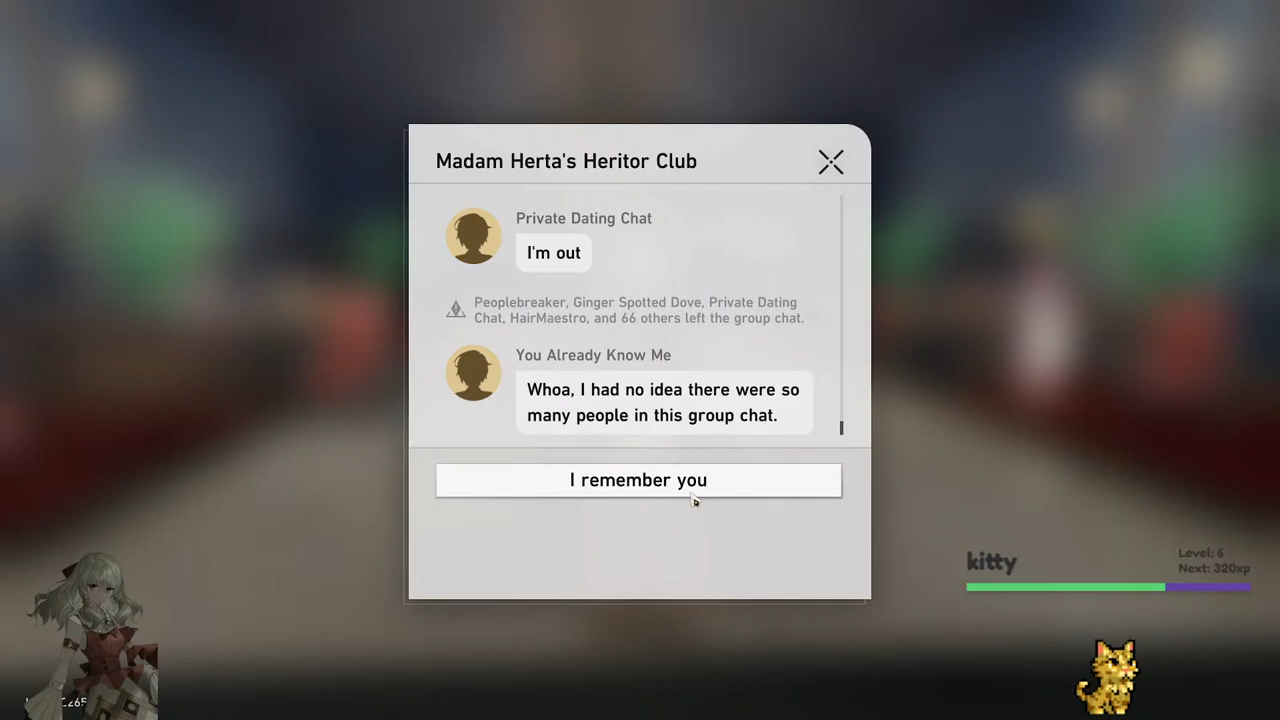 Madam Herta's Heritor Club
Private Dating Chat
I'm out
Peoplebreaker, Ginger Spotted Dove, Private Dating
Chat, HairMaestro, and 66 others left the group chat.
You Already Know Me
Whoa, I had no idea there were so
many people in this group chat.
I remember you
kitty
Level: 6
Next: 320xp